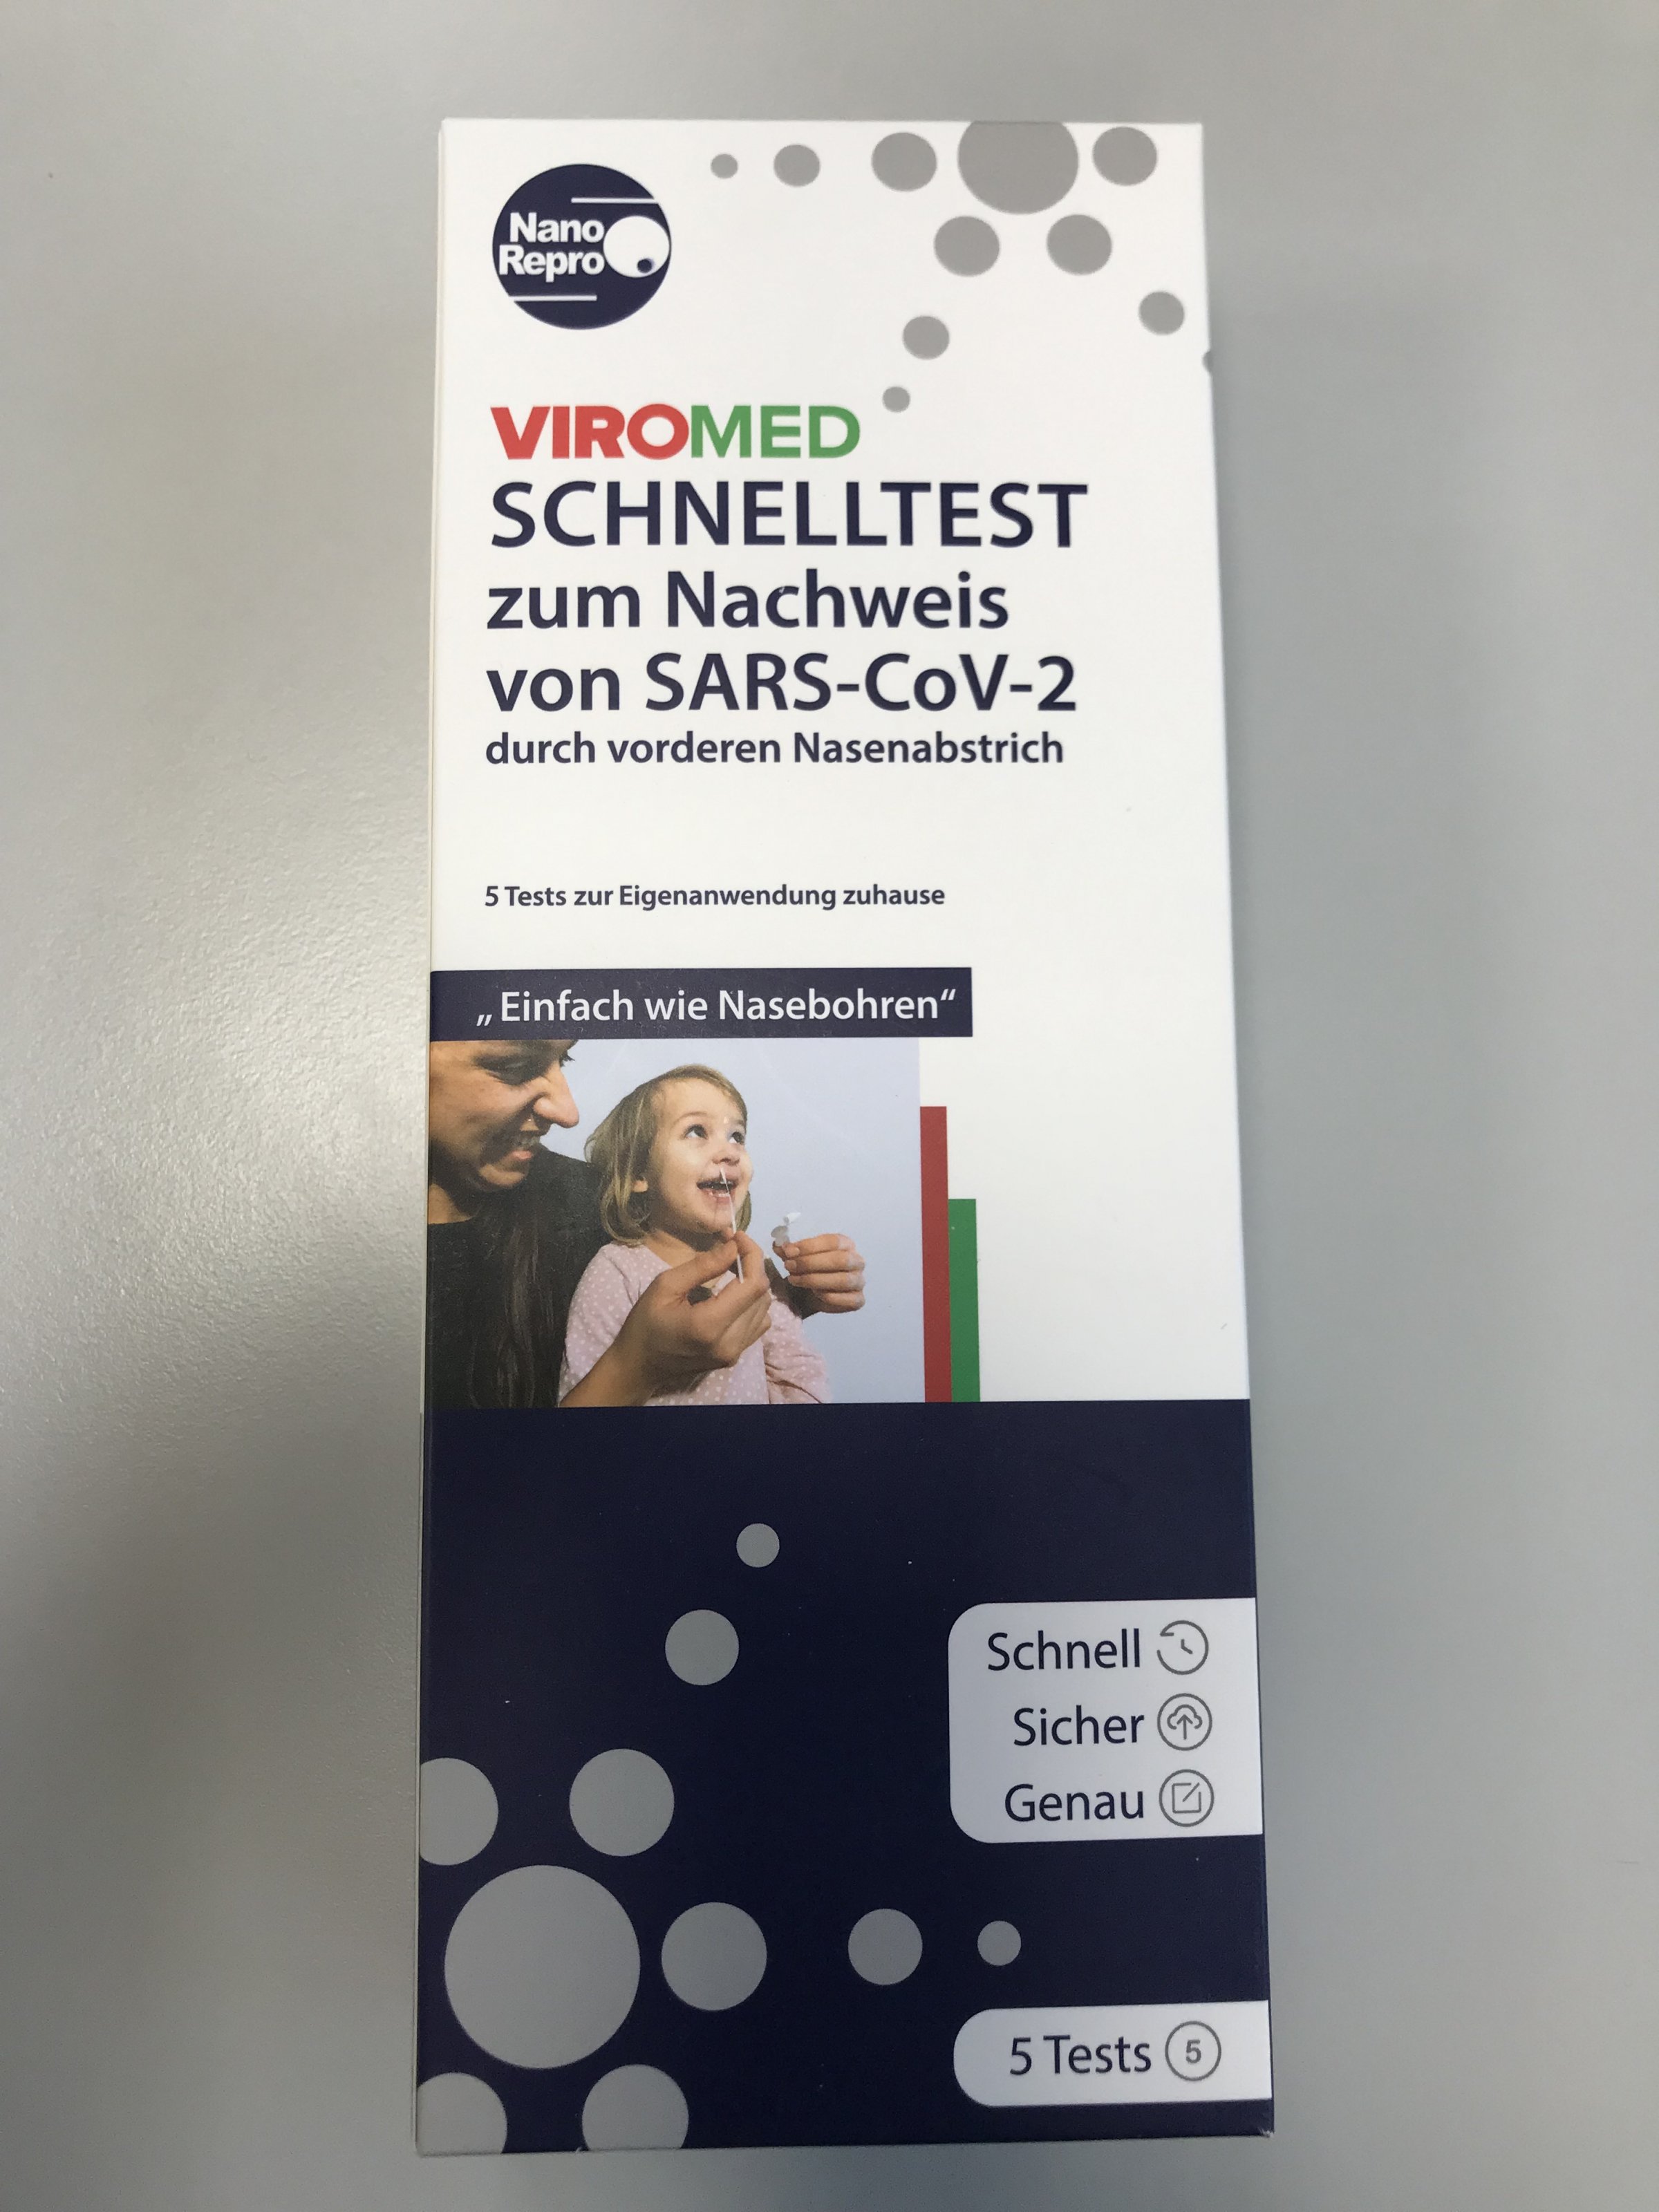 Nano
Repro
VIROMED
SCHNELLTEST
zum Nachweis
von SARS-CoV-2
durch vorderen Nasenabstrich
5 Tests zur Eigenanwendung zuhause
„Einfach wie Nasebohren“
Schnell
Sicher
Genau
5 Tests 5